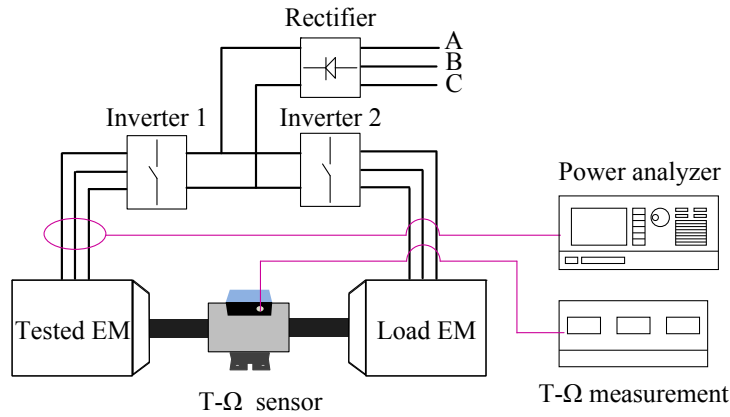 Rectifier
A
B
C
Inverter 1
Inverter 2
Power analyzer
Tested EM
Load EM
T-Ω sensor
T-Ω measurement